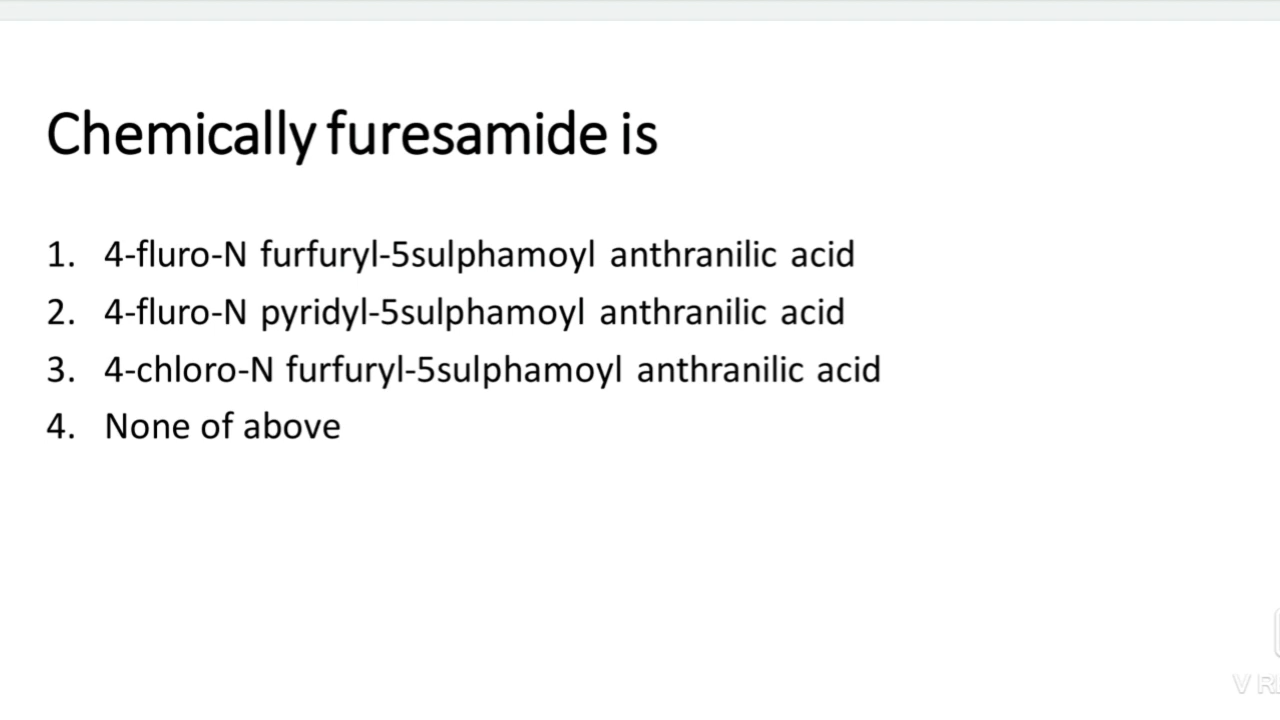 Chemically furesamide is
1. 4-fluro-N furfuryl-5sulphamoyl anthranilic acid
2. 4-fluro-N pyridyl-5sulphamoyl anthranilic acid
3. 4-chloro-N furfuryl-5sulphamoyl anthranilic acid
4. None of above